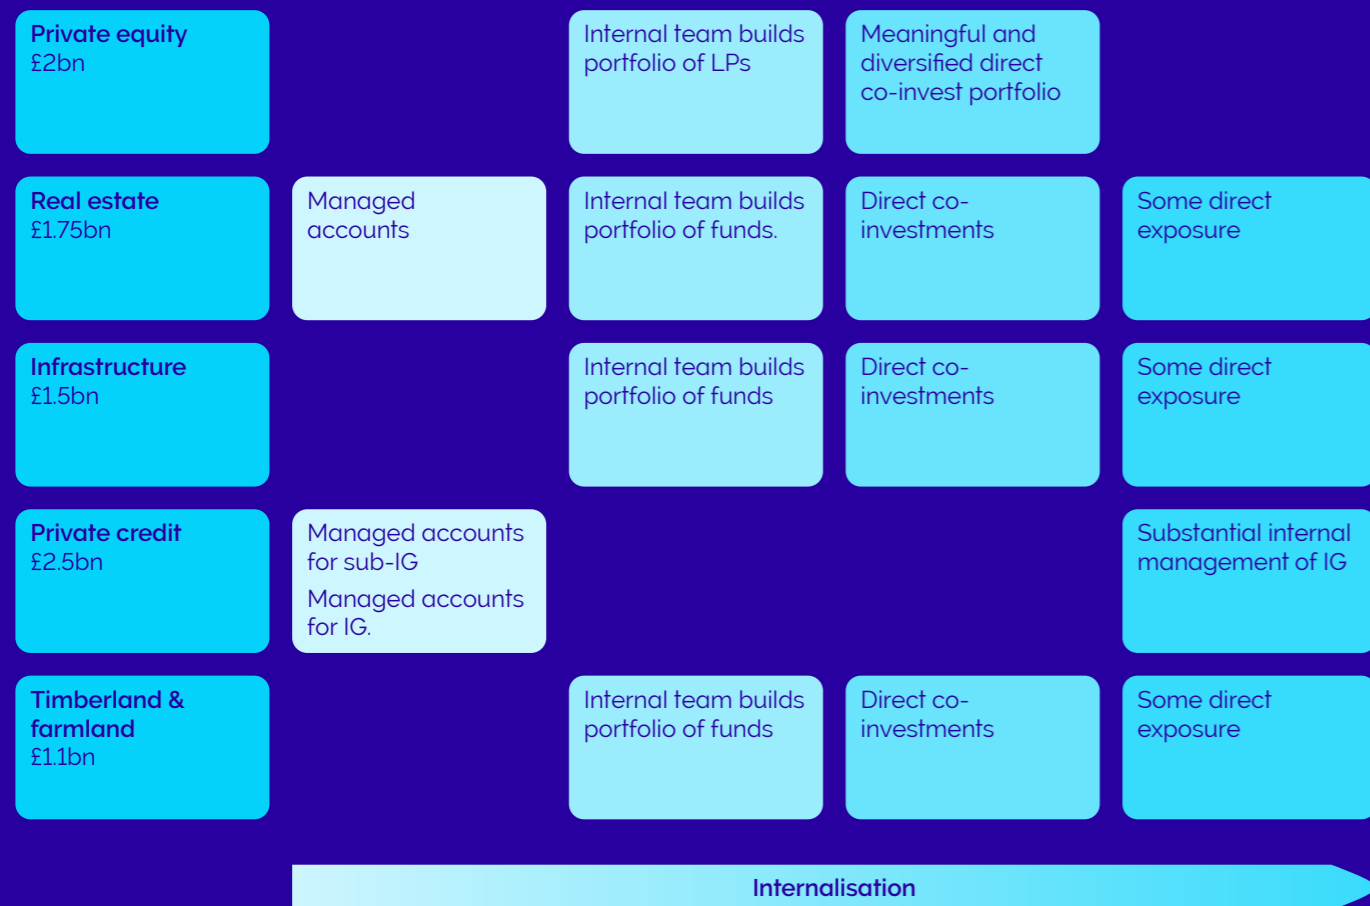 Private equity
£2bn
Internal team builds
portfolio of LPs
Meaningful and
diversified direct
co-invest portfolio
Real estate
£1.75bn
Managed
accounts
Internal team builds
portfolio of funds.
Direct co-
investments
Some direct
exposure
Infrastructure
£1.5bn
Internal team builds
portfolio of funds
Direct co-
investments
Some direct
exposure
Private credit
£2.5bn
Managed accounts
for sub-IG
Managed accounts
for IG.
Substantial internal
management of IG
Timberland &
farmland
£1.1bn
Internal team builds
portfolio of funds
Direct co-
investments
Some direct
exposure
Internalisation